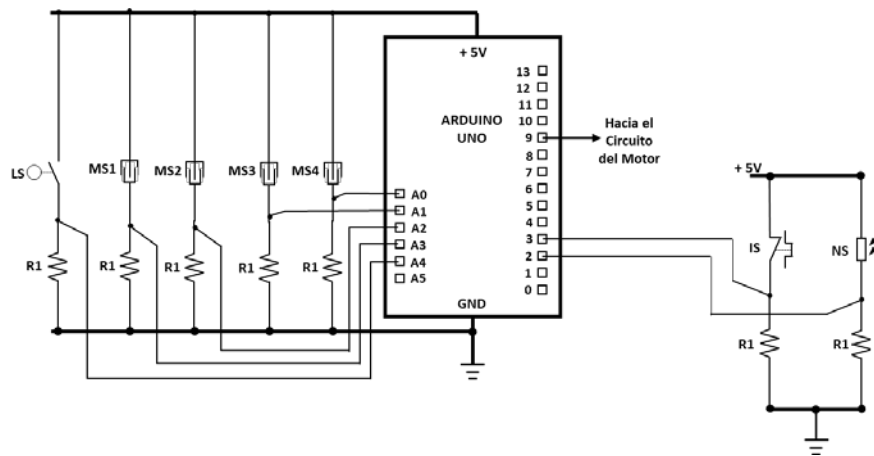 + 5V
ARDUINO
UNO
13
12
11
10
9
8
7
6
5
4
3
2
1
0
A0
A1
A2
A3
A4
A5
GND
LS
MS1
MS2
MS3
MS4
R1
R1
R1
R1
R1
Hacia el
Circuito
del Motor
+ 5V
IS
NS
R1
R1